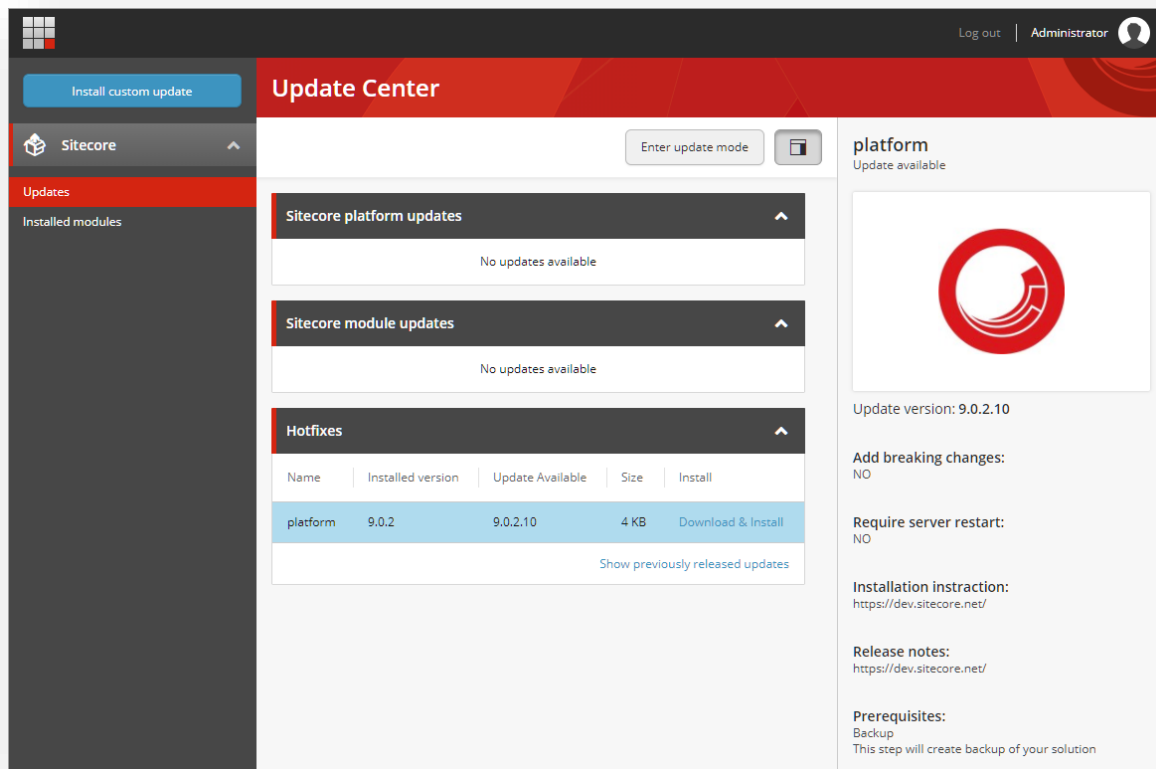 Log out
Administrator
Install custom update
Update Center
Sitecore
Enter update mode
Updates
Installed modules
Sitecore platform updates
No updates available
Sitecore module updates
No updates available
Hotfixes
Name Installed version Update Available Size Install
platform 9.0.2 9.0.2.10 4 KB Download & Install
Show previously released updates
platform
Update available
Update version: 9.0.2.10
Add breaking changes:
NO
Require server restart:
NO
Installation instraction:
https://dev.sitecore.net/
Release notes:
https://dev.sitecore.net/
Prerequisites:
Backup
This step will create backup of your solution